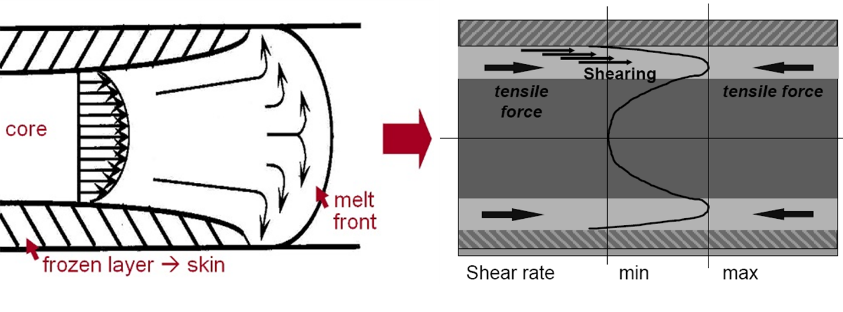 core
melt
front
frozen layer → skin
Shearing
tensile
force
tensile force
Shear rate
min
max